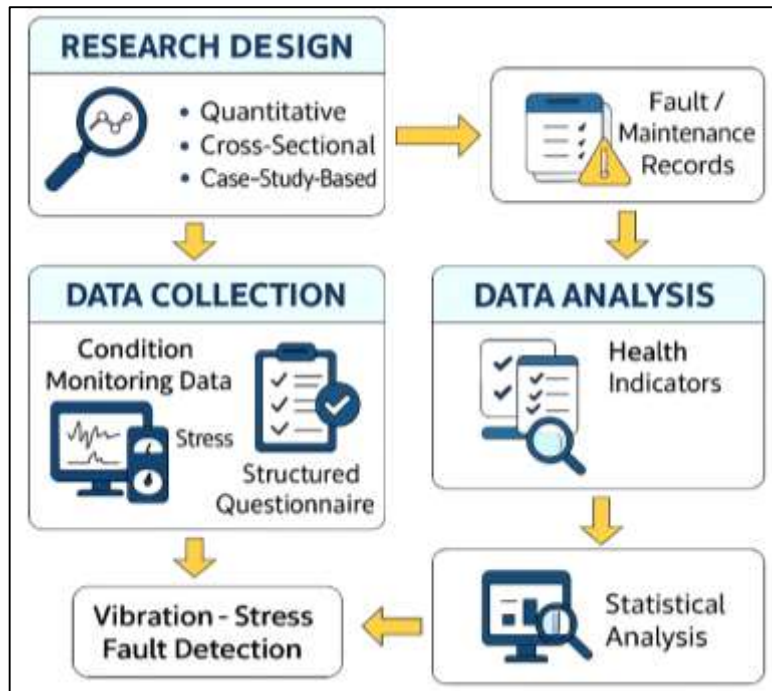 RESEARCH DESIGN
• Quantitative
• Cross-Sectional
• Case-Study-Based
Fault /
Maintenance
Records
DATA COLLECTION
Condition
Monitoring Data
Stress
Structured
Questionnaire
DATA ANALYSIS
Health
Indicators
Statistical
Analysis
Vibration - Stress
Fault Detection